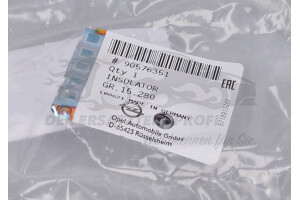 # 90576351
Qty 1
INSULATOR
GR.15.280
MADE IN GERMANY
EAC
Opel Automobile GmbH
D-65423 Rüsselsheim